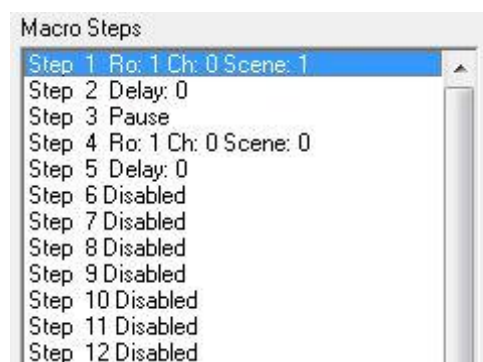 Macro Steps
Step 1 Ro: 1 Ch: 0 Scene: 1
Step 2 Delay: 0
Step 3 Pause
Step 4 Ro: 1 Ch: 0 Scene: 0
Step 5 Delay: 0
Step 6 Disabled
Step 7 Disabled
Step 8 Disabled
Step 9 Disabled
Step 10 Disabled
Step 11 Disabled
Step 12 Disabled